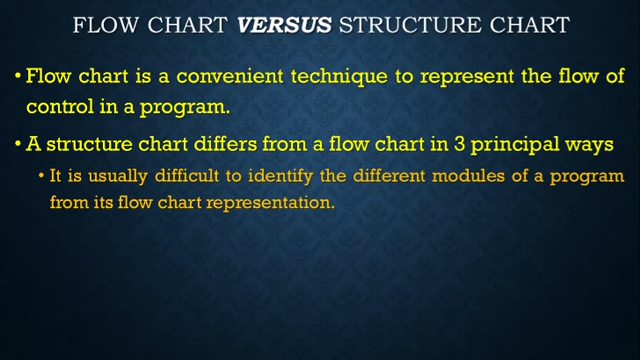 FLOW CHART VERSUS STRUCTURE CHART
• Flow chart is a convenient technique to represent the flow of
control in a program.
• A structure chart differs from a flow chart in 3 principal ways
• It is usually difficult to identify the different modules of a program
from its flow chart representation.